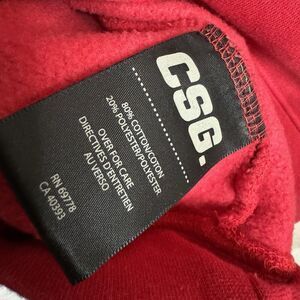 CSG.
80% COTTON/COTON
20% POLYESTER/POLYESTER
OVER FOR CARE
DIRECTIVES D'ENTRETIEN
AU VERSO
RN 69778
CA 40393